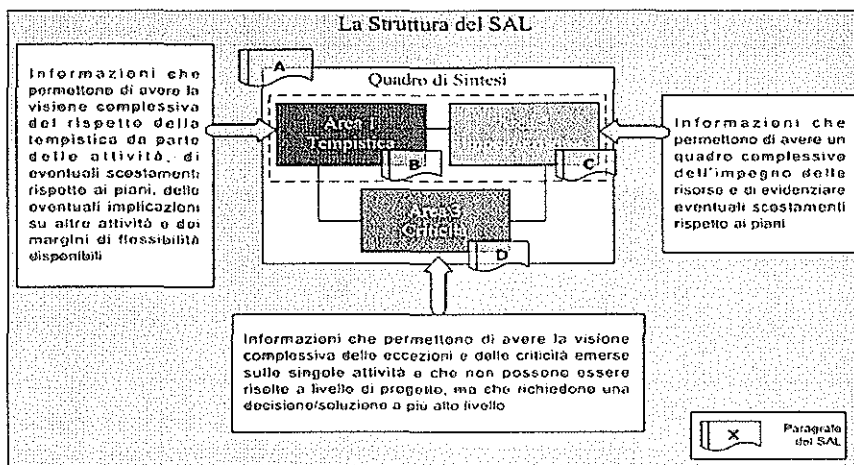 La Struttura del SAL
A
Quadro di Sintesi
Informazioni che
permettono di avere la
visione complessiva
del rispetto della
tempistica da parte
delle attività, di
eventuali scostamenti
rispetto ai piani, delle
eventuali implicazioni
su altre attività e dei
margini di flessibilità
disponibili
Area 1
Tempistica
B
C
Informazioni che
permettono di avere un
quadro complessivo
dell'impegno delle
risorse e di evidenziare
eventuali scostamenti
rispetto ai piani
Area 3
Criticità
D
Informazioni che permettono di avere la visione
complessiva delle eccezioni e delle criticità emerse
sulle singole attività e che non possono essere
risolte a livello di progetto, ma che richiedono una
decisione/soluzione a più alto livello
X
Paragrafo
del SAL